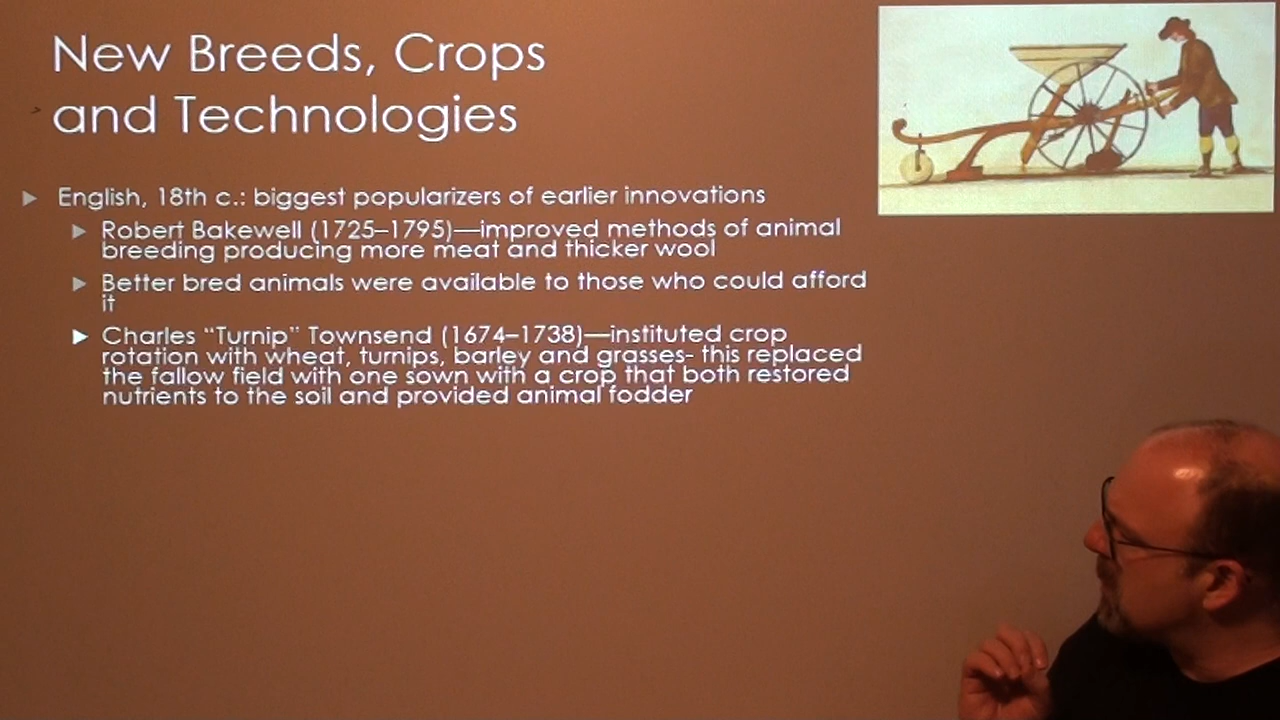 New Breeds, Crops
and Technologies
English, 18th c.: biggest popularizers of earlier innovations
Robert Bakewell (1725–1795)—improved methods of animal
breeding producing more meat and thicker wool
Better bred animals were available to those who could afford
it
Charles “Turnip” Townsend (1674–1738)—instituted crop
rotation with wheat, turnips, barley and grasses- this replaced
the fallow field with one sown with a crop that both restored
nutrients to the soil and provided animal fodder